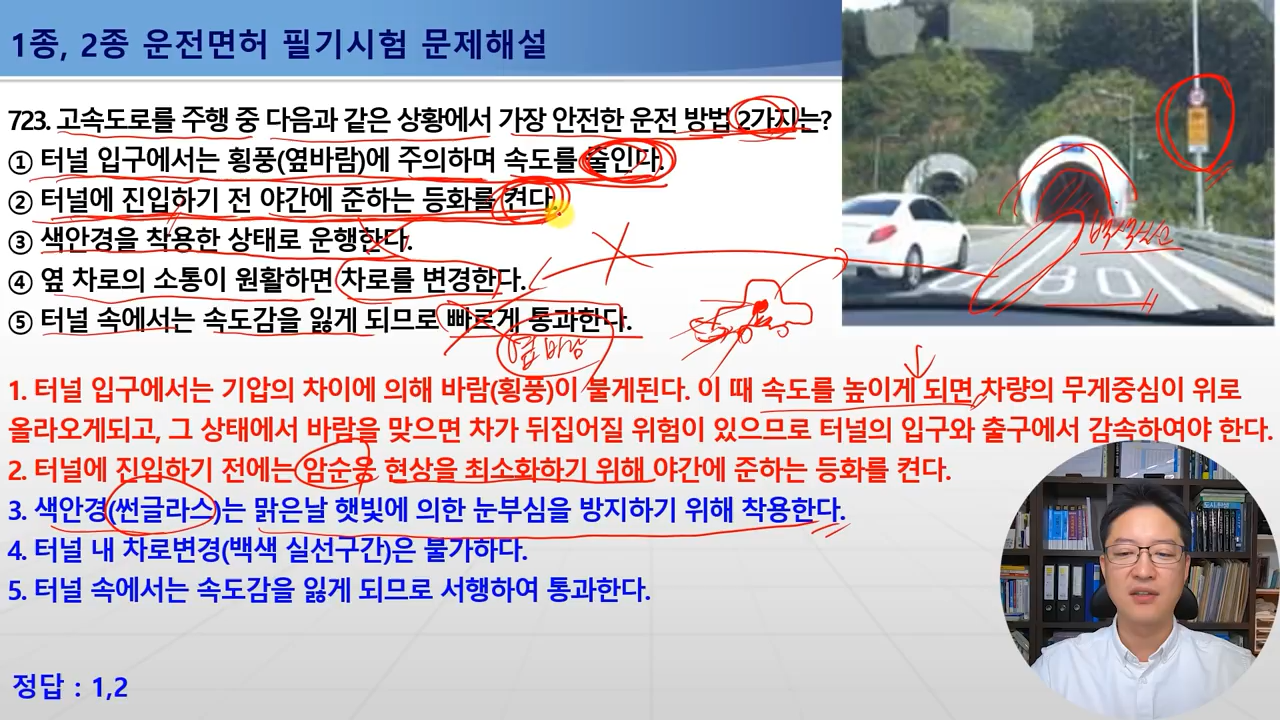 1종, 2종 운전면허 필기시험 문제해설
723. 고속도로를 주행 중 다음과 같은 상황에서 가장 안전한 운전 방법 2가지는?
① 터널 입구에서는 횡풍(옆바람)에 주의하며 속도를 줄인다.
② 터널에 진입하기 전 야간에 준하는 등화를 켠다.
③ 색안경을 착용한 상태로 운행한다.
④ 옆 차로의 소통이 원활하면 차로를 변경한다.
⑤ 터널 속에서는 속도감을 잃게 되므로 빠르게 통과한다.
옆바람
백색실선
100
1. 터널 입구에서는 기압의 차이에 의해 바람(횡풍)이 불게된다. 이 때 속도를 높이게 되면 차량의 무게중심이 위로
올라오게되고, 그 상태에서 바람을 맞으면 차가 뒤집어질 위험이 있으므로 터널의 입구와 출구에서 감속하여야 한다.
2. 터널에 진입하기 전에는 암순응 현상을 최소화하기 위해 야간에 준하는 등화를 켠다.
3. 색안경(썬글라스)는 맑은날 햇빛에 의한 눈부심을 방지하기 위해 착용한다.
4. 터널 내 차로변경(백색 실선구간)은 불가하다.
5. 터널 속에서는 속도감을 잃게 되므로 서행하여 통과한다.
정답 : 1,2